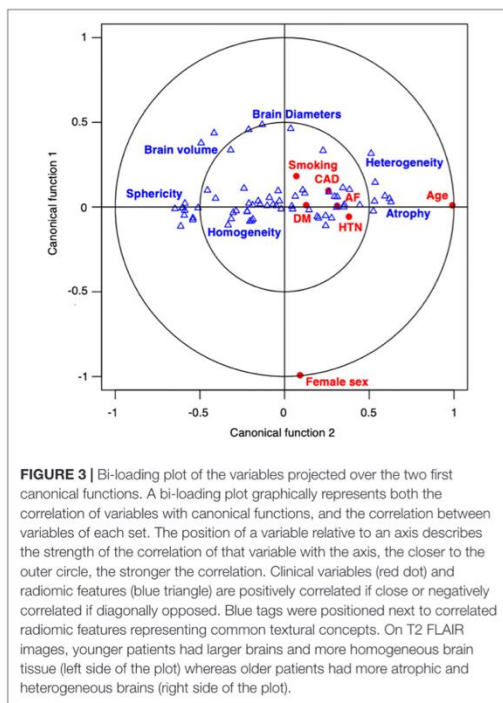 1
0.5
0
-0.5
-1
Canonical function 1
Brain Diameters
Brain volume
Smoking
Heterogeneity
CAD
Sphericity
AF
Age
DM
Atrophy
HTN
Homogeneity
Female sex
-1
-0.5
0
0.5
1
Canonical function 2
FIGURE 3 | Bi-loading plot of the variables projected over the two first
canonical functions. A bi-loading plot graphically represents both the
correlation of variables with canonical functions, and the correlation between
variables of each set. The position of a variable relative to an axis describes
the strength of the correlation of that variable with the axis, the closer to the
outer circle, the stronger the correlation. Clinical variables (red dot) and
radiomic features (blue triangle) are positively correlated if close or negatively
correlated if diagonally opposed. Blue tags were positioned next to correlated
radiomic features representing common textural concepts. On T2 FLAIR
images, younger patients had larger brains and more homogeneous brain
tissue (left side of the plot) whereas older patients had more atrophic and
heterogeneous brains (right side of the plot).